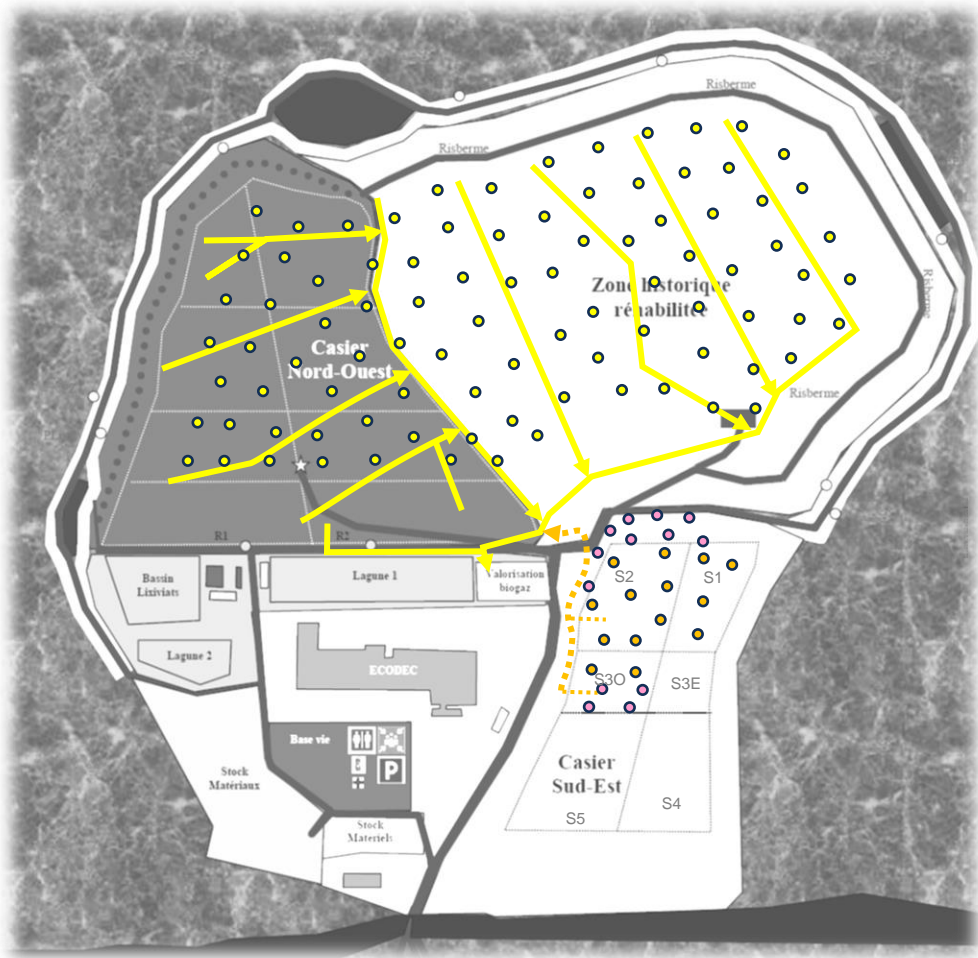 Risberme
Risberme
Risberme
Zone historique
réhabilitée
Casier
Nord-Ouest
Risberme
R1
R2
Bassin
Lixiviats
Lagune 1
Valorisation
biogaz
S2
S1
Lagune 2
ECODEC
S3O
S3E
Base vie
P
Casier
Sud-Est
Stock
Matériaux
S4
S5
Stock
Matériels